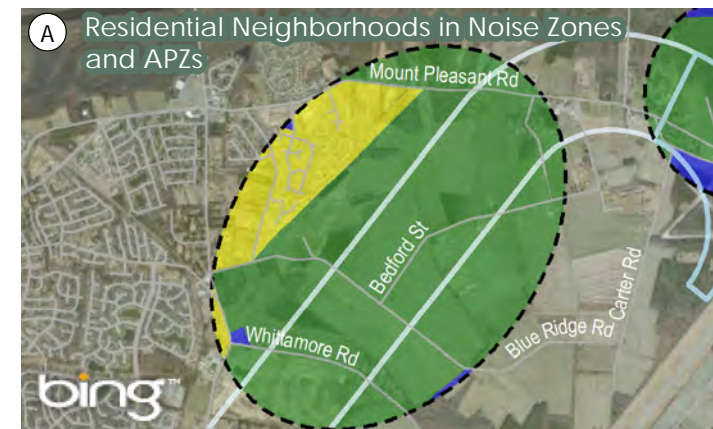 A
Residential Neighborhoods in Noise Zones
and APZs
Mount Pleasant Rd
Bedford St
Carter Rd
Blue Ridge Rd
Whittamore Rd
bing™